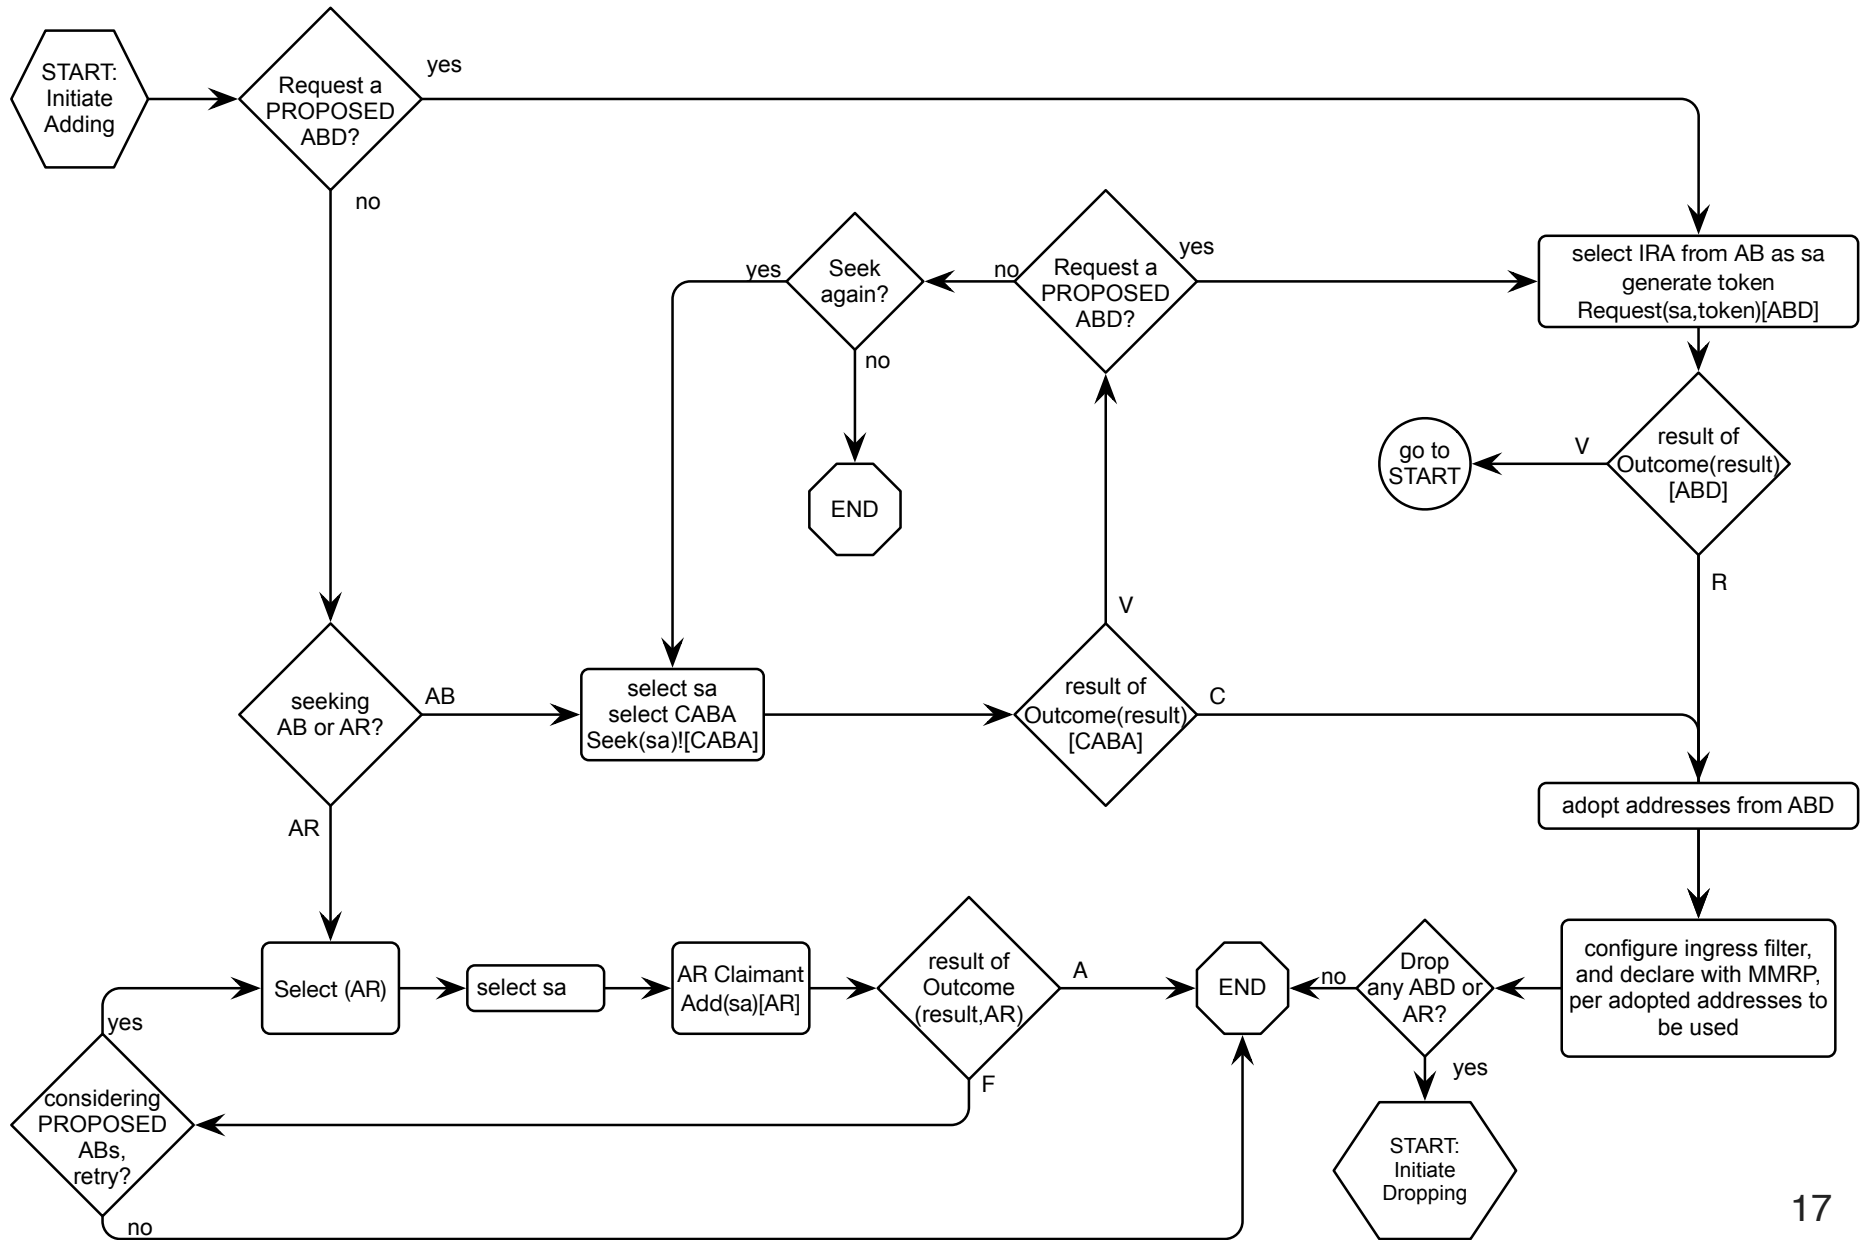 START:
Initiate
Adding
Request a
PROPOSED
ABD?
yes
no
Seek
again?
yes
no
END
Request a
PROPOSED
ABD?
no
yes
select IRA from AB as sa
generate token
Request(sa,token)[ABD]
result of
Outcome(result)
[ABD]
V
go to
START
R
seeking
AB or AR?
AB
AR
select sa
select CABA
Seek(sa)![CABA]
result of
Outcome(result)
[CABA]
V
C
adopt addresses from ABD
configure ingress filter,
and declare with MMRP,
per adopted addresses to
be used
Drop
any ABD or
AR?
no
yes
START:
Initiate
Dropping
END
Select (AR)
select sa
AR Claimant
Add(sa)[AR]
result of
Outcome
(result,AR)
A
F
considering
PROPOSED
ABs,
retry?
yes
no
17